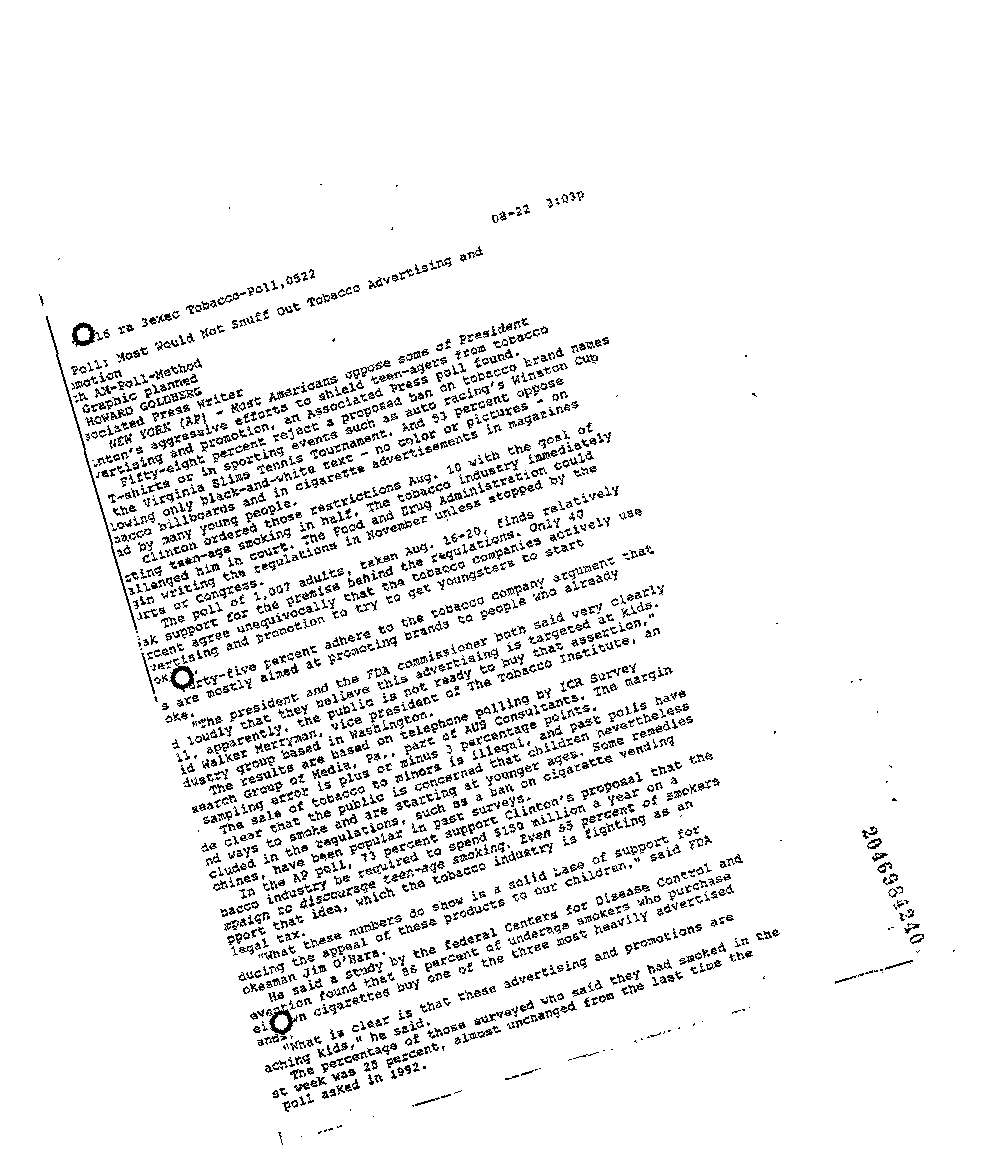 08-22 3:03p
16 ra 3exec Tobacco-Poll,0522
Poll: Most Would Not Snuff Out Tobacco Advertising and
motion
th AM-Poll-Method
Graphic planned
HOWARD GOLDBERG
sociated Press Writer
NEW YORK (AP) - Most Americans oppose some of President
inton's aggressive efforts to shield teen-agers from tobacco
vertising and promotion, an Associated Press poll found.
Fifty-eight percent reject a proposed ban on tobacco brand names
T-shirts or in sporting events such as auto racing's Winston Cup
the Virginia Slims Tennis Tournament. And 53 percent oppose
lowing only black-and-white text - no color or pictures - on
bacco billboards and in cigarette advertisements in magazines
ad by many young people.
Clinton ordered those restrictions Aug. 10 with the goal of
tting teen-age smoking in half. The tobacco industry immediately
allenged him in court. The Food and Drug Administration could
gin writing the regulations in November unless stopped by the
urts or Congress.
The poll of 1,007 adults, taken Aug. 16-20, finds relatively
ak support for the premise behind the regulations. Only 40
rcent agree unequivocally that the tobacco companies actively use
vertising and promotion to try to get youngsters to start
ok
rty-five percent adhere to the tobacco company argument that
s are mostly aimed at promoting brands to people who already
oke.
"The president and the FDA commissioner both said very clearly
d loudly that they believe this advertising is targeted at kids.
ll, apparently, the public is not ready to buy that assertion,"
id Walker Merryman, vice president of The Tobacco Institute, an
dustry group based in Washington.
The results are based on telephone polling by ICR Survey
search Group of Media, Pa., part of AUS Consultants. The margin
sampling error is plus or minus 3 percentage points.
The sale of tobacco to minors is illegal, and past polls have
de clear that the public is concerned that children nevertheless
nd ways to smoke and are starting at younger ages. Some remedies
cluded in the regulations, such as a ban on cigarette vending
chines, have been popular in past surveys.
In the AP poll, 73 percent support Clinton's proposal that the
bacco industry be required to spend $150 million a year on a
mpaign to discourage teen-age smoking. Even 65 percent of smokers
pport that idea, which the tobacco industry is fighting as an
legal tax.
"What these numbers do show is a solid base of support for
ducing the appeal of these products to our children," said FDA
okesman Jim O'Hara.
He said a study by the federal Centers for Disease Control and
evention found that 86 percent of underage smokers who purchase
ei wn cigarettes buy one of the three most heavily advertised
ands.
"What is clear is that these advertising and promotions are
aching kids," he said.
The percentage of those surveyed who said they had smoked in the
st week was 28 percent, almost unchanged from the last time the
poll asked in 1992.
2046984240